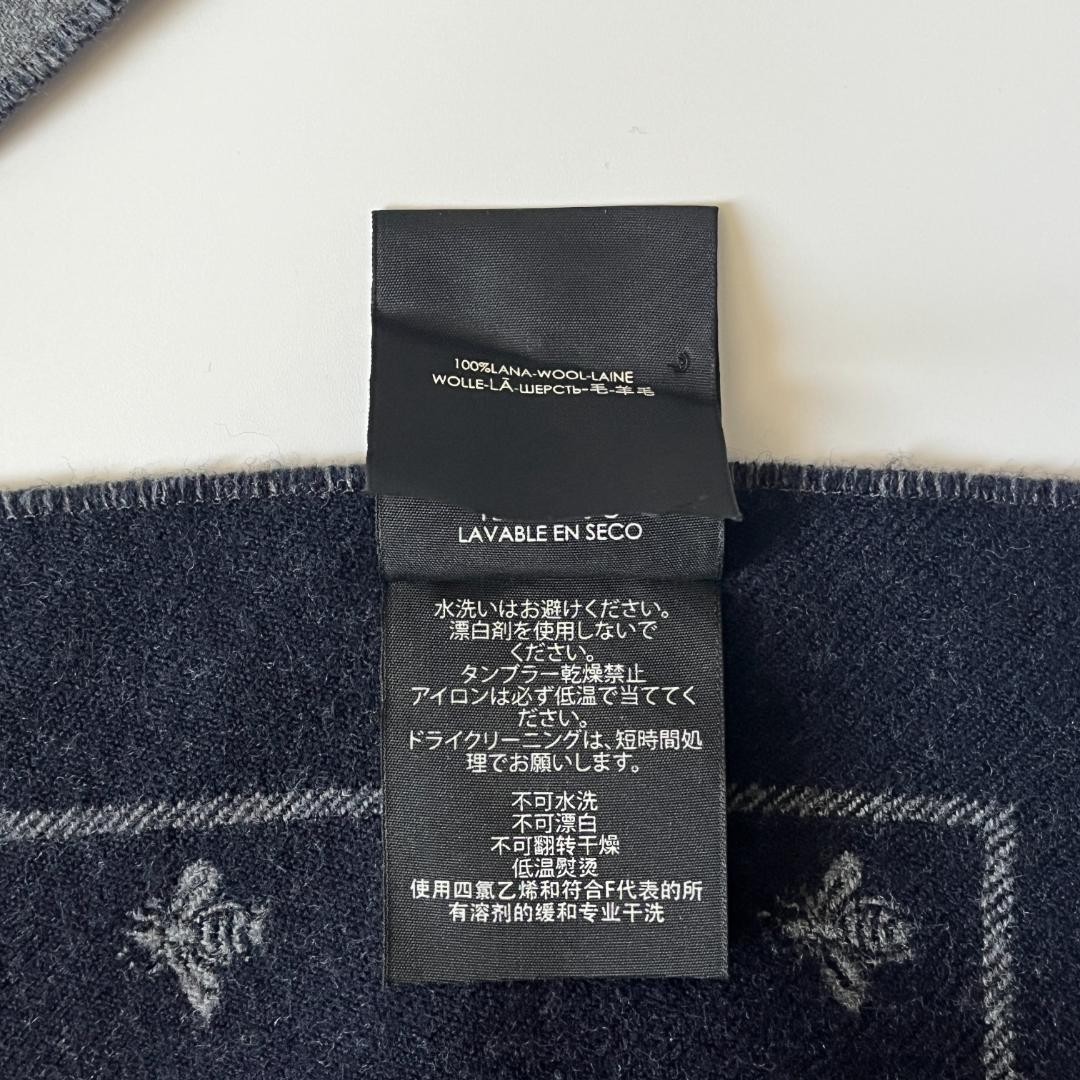 100%LANA-WOOL-LAINE
WOLLE-LÃ-ШЕРСТЬ-毛-羊毛
LAVABLE EN SECO
水洗いはお避けください。
漂白剤を使用しないで
ください。
タンブラー乾燥禁止
アイロンは必ず低温で当ててく
ださい。
ドライクリーニングは、短時間処
理でお願いします。
不可水洗
不可漂白
不可翻转干燥
低温熨烫
使用四氯乙烯和符合F代表的所
有溶剂的缓和专业干洗